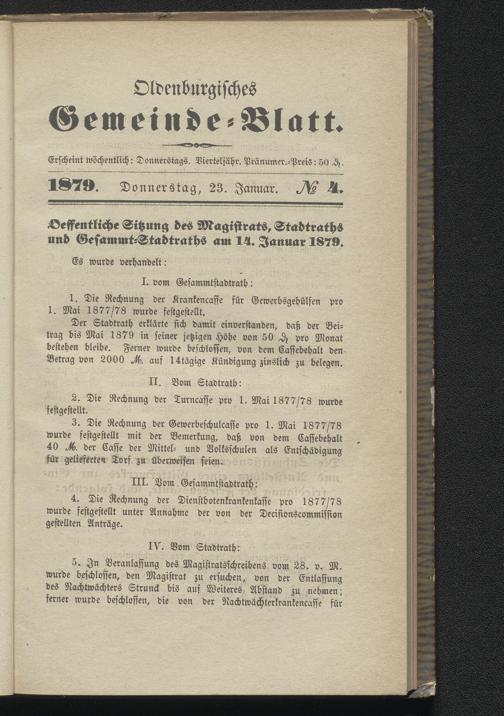 Oldenburgisches
Gemeinde-Blatt.
Erscheint wöchentlich: Donnerstags. Vierteljähr. Pränumer.-Preis: 50 ₰.
1879. Donnerstag, 23. Januar. № 4.
Oeffentliche Sitzung des Magistrats, Stadtraths
und Gesammt-Stadtraths am 14. Januar 1879.
Es wurde verhandelt:
I. vom Gesammtstadtrath:
1. Die Rechnung der Krankencasse für Gewerbsgehülfen pro
1. Mai 1877/78 wurde festgestellt.
Der Stadtrath erklärte sich damit einverstanden, daß der Bei-
trag bis Mai 1879 in seiner jetzigen Höhe von 50 ₰ pro Monat
bestehen bleibe. Ferner wurde beschlossen, von dem Cassebehalt den
Betrag von 2000 M. auf 14tägige Kündigung zinslich zu belegen.
II. Vom Stadtrath:
2. Die Rechnung der Turncasse pro 1. Mai 1877/78 wurde
festgestellt.
3. Die Rechnung der Gewerbeschulcasse pro 1. Mai 1877/78
wurde festgestellt mit der Bemerkung, daß von dem Cassebehalt
40 M. der Casse der Mittel- und Volksschulen als Entschädigung
für gelieferten Torf zu überweisen seien.
III. Vom Gesammtstadtrath:
4. Die Rechnung der Dienstbotenkrankenkasse pro 1877/78
wurde festgestellt unter Annahme der von der Decisionscommission
gestellten Anträge.
IV. Vom Stadtrath:
5. In Veranlassung des Magistratsschreibens vom 28. v. M.
wurde beschlossen, den Magistrat zu ersuchen, von der Entlassung
des Nachtwächters Strunck bis auf Weiteres Abstand zu nehmen;
ferner wurde beschlossen, die von der Nachtwächterkrankencasse für